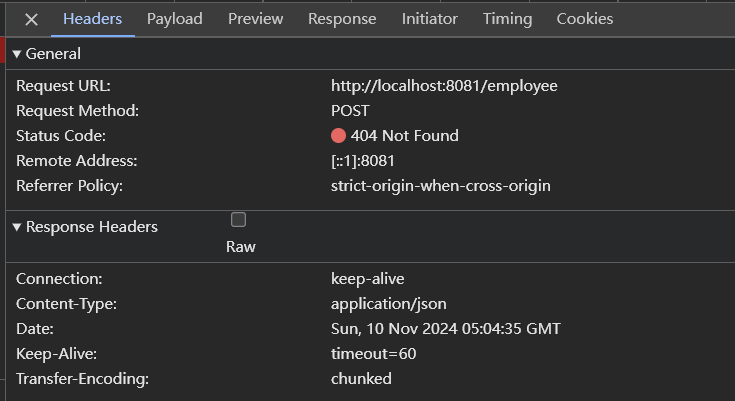 Headers Payload Preview Response Initiator Timing Cookies
General
Request URL: http://localhost:8081/employee
Request Method: POST
Status Code: 404 Not Found
Remote Address: [::1]:8081
Referrer Policy: strict-origin-when-cross-origin
Response Headers
Raw
Connection: keep-alive
Content-Type: application/json
Date: Sun, 10 Nov 2024 05:04:35 GMT
Keep-Alive: timeout=60
Transfer-Encoding: chunked